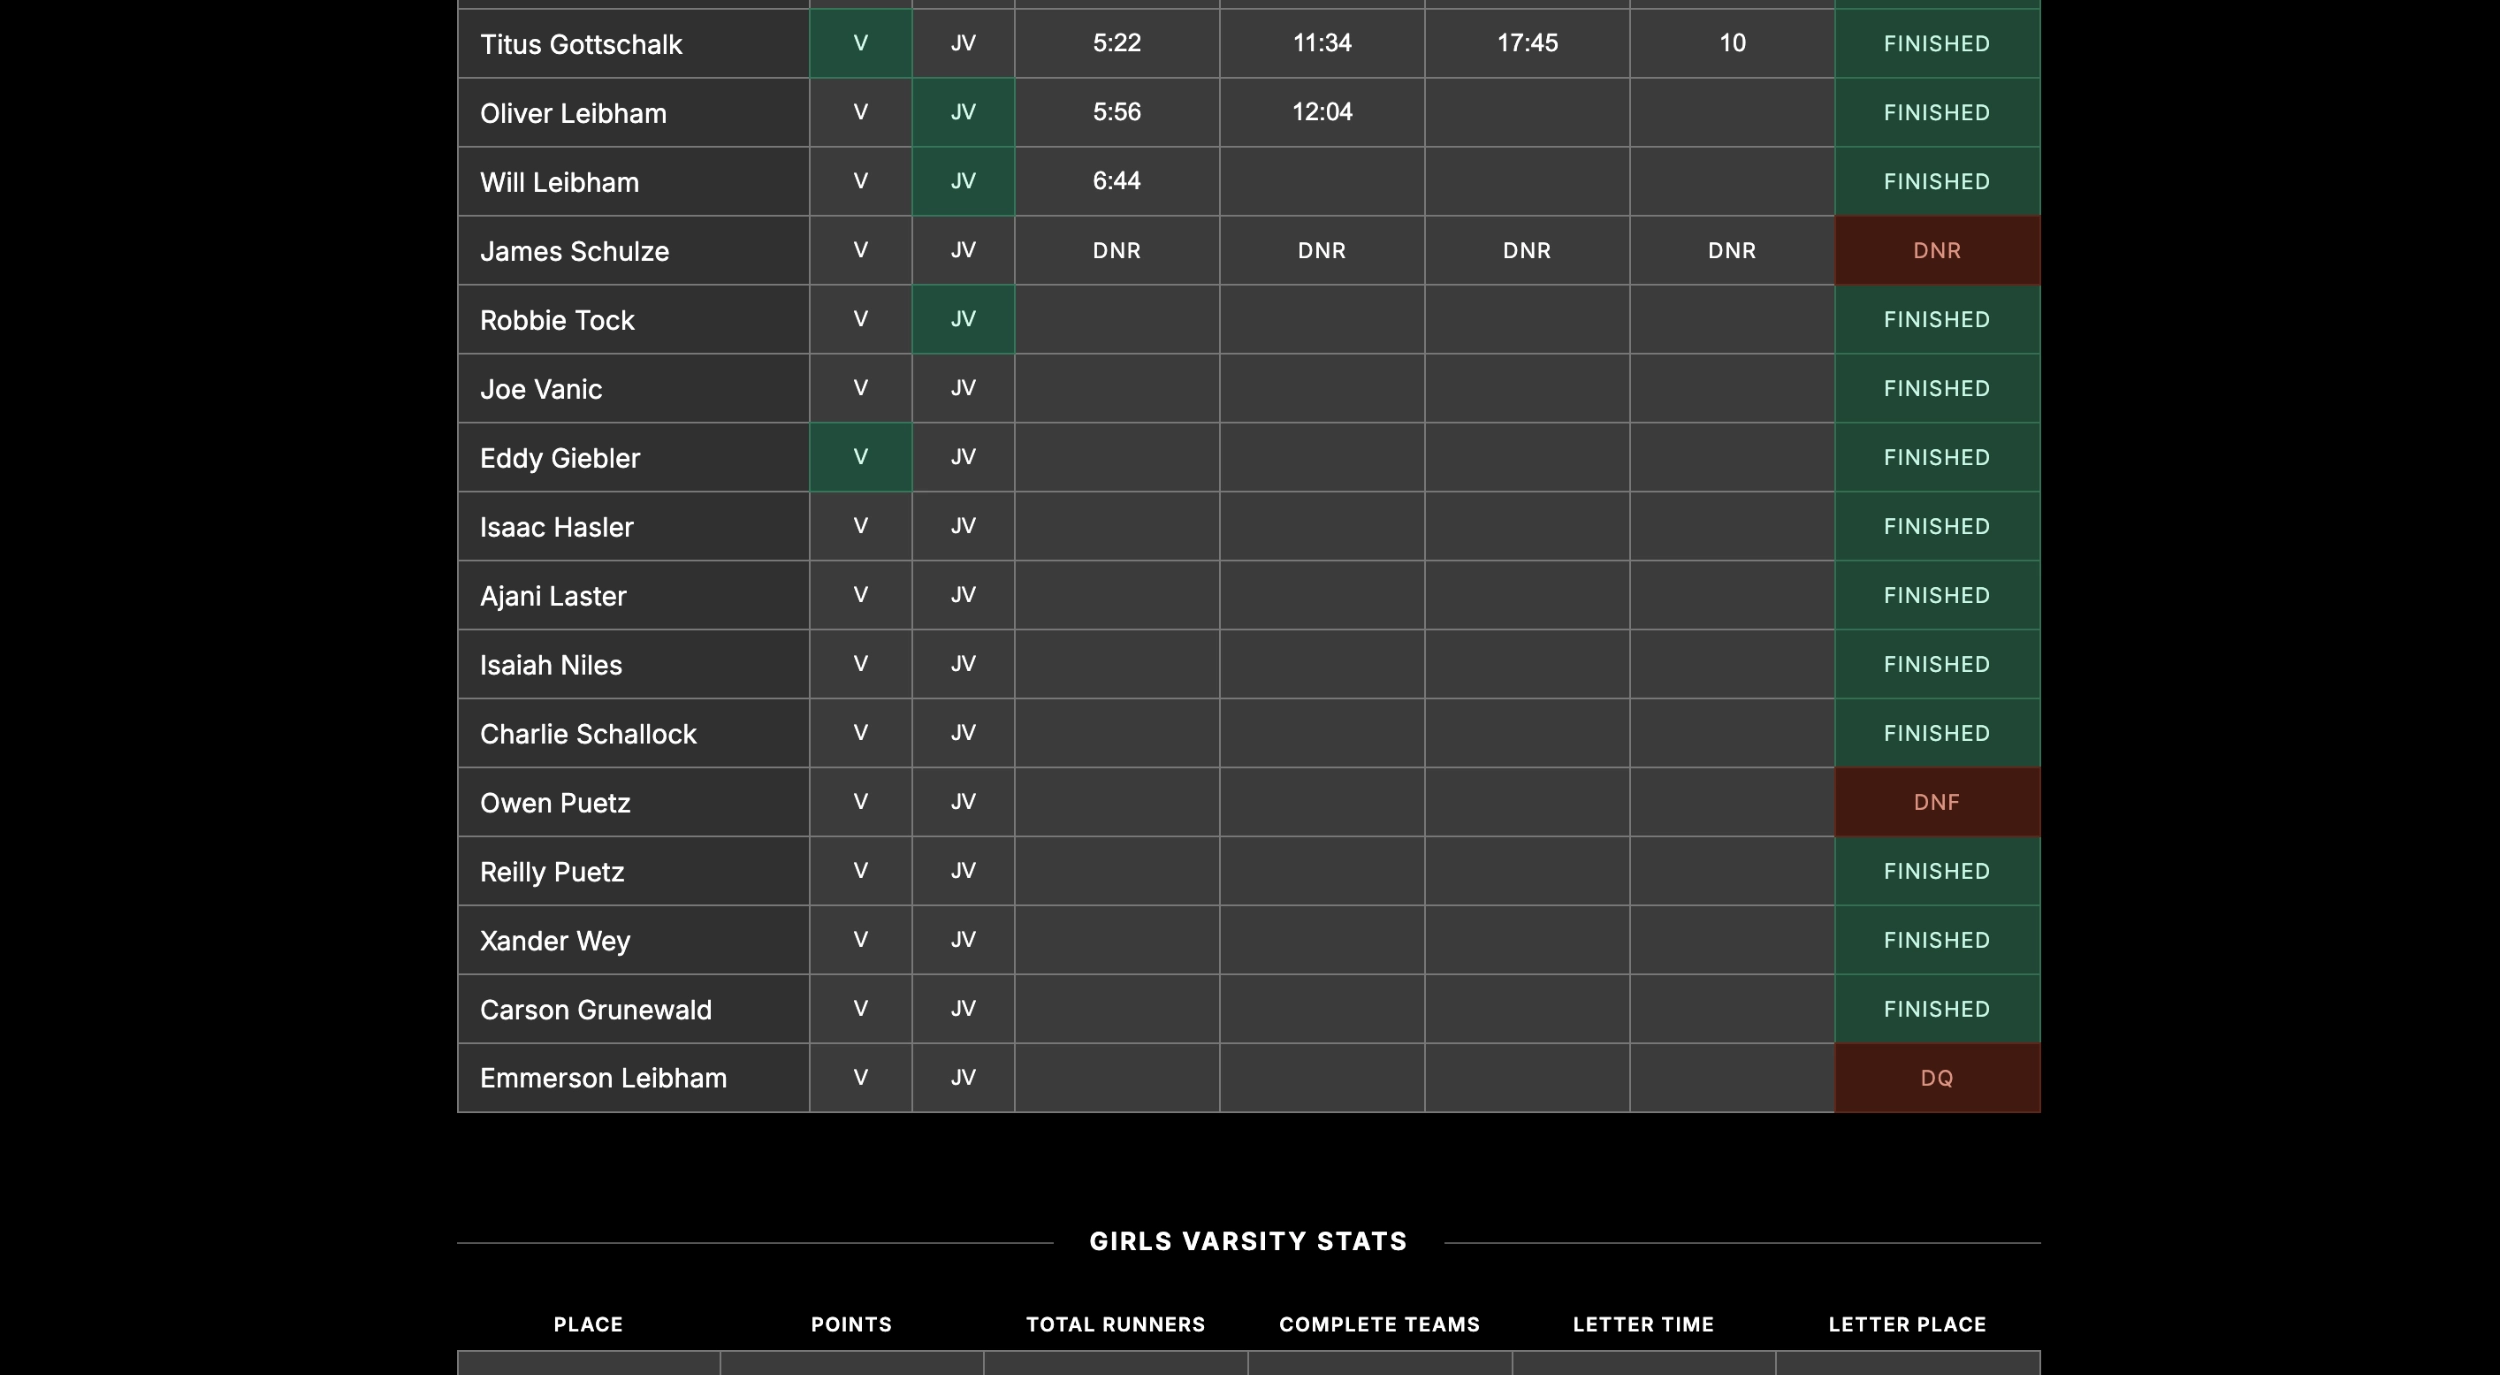 Titus Gottschalk V JV 5:22 11:34 17:45 10 FINISHED
Oliver Leibham V JV 5:56 12:04 FINISHED
Will Leibham V JV 6:44 FINISHED
James Schulze V JV DNR DNR DNR DNR DNR
Robbie Tock V JV FINISHED
Joe Vanic V JV FINISHED
Eddy Giebler V JV FINISHED
Isaac Hasler V JV FINISHED
Ajani Laster V JV FINISHED
Isaiah Niles V JV FINISHED
Charlie Schallock V JV FINISHED
Owen Puetz V JV DNF
Reilly Puetz V JV FINISHED
Xander Wey V JV FINISHED
Carson Grunewald V JV FINISHED
Emmerson Leibham V JV DQ
GIRLS VARSITY STATS
PLACE POINTS TOTAL RUNNERS COMPLETE TEAMS LETTER TIME LETTER PLACE